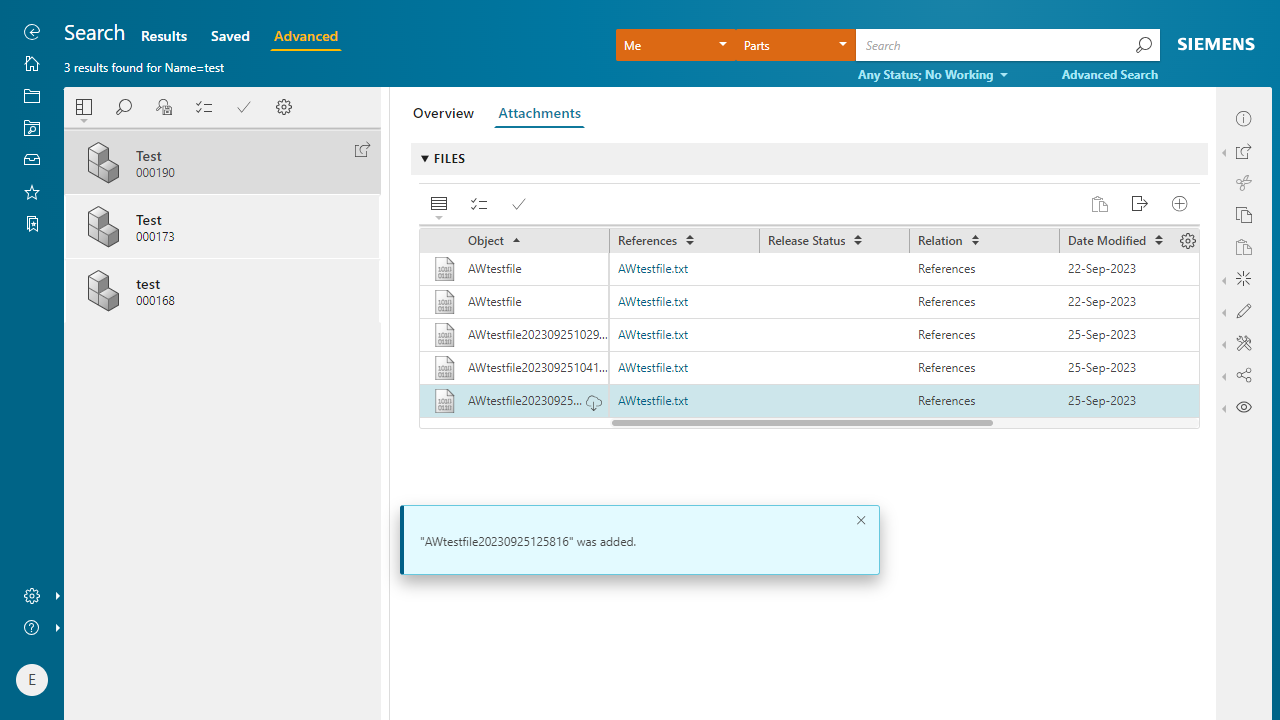 Search Results Saved Advanced
3 results found for Name=test
Me Parts Search SIEMENS
Any Status; No Working Advanced Search
Test
000190
Test
000173
test
000168
Overview Attachments
FILES
Object References Release Status Relation Date Modified
AWtestfile AWtestfile.txt References 22-Sep-2023
AWtestfile AWtestfile.txt References 22-Sep-2023
AWtestfile202309251029... AWtestfile.txt References 25-Sep-2023
AWtestfile202309251041... AWtestfile.txt References 25-Sep-2023
AWtestfile20230925... AWtestfile.txt References 25-Sep-2023
"AWtestfile20230925125816" was added.
E